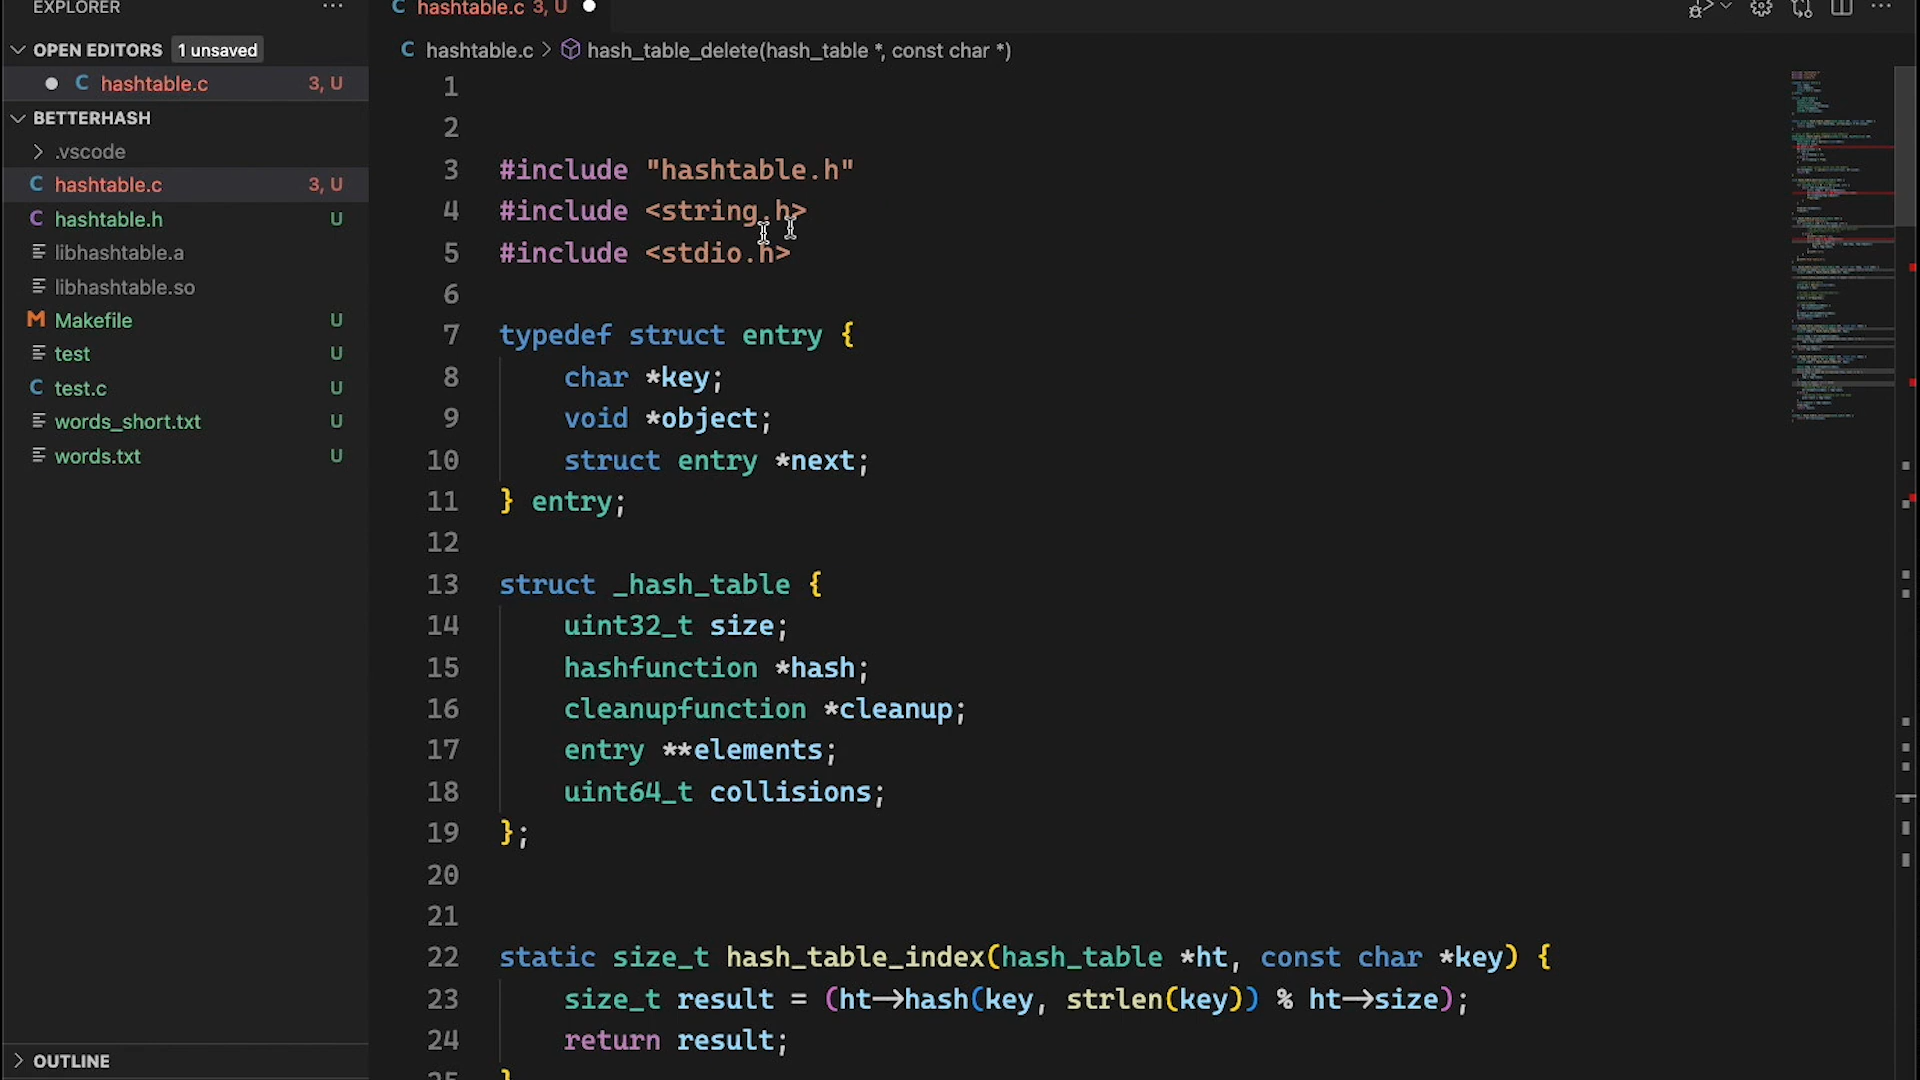 EXPLORER
OPEN EDITORS 1 unsaved
hashtable.c 3, U
BETTERHASH
.vscode
hashtable.c 3, U
hashtable.h U
libhashtable.a
libhashtable.so
Makefile U
test U
test.c U
words_short.txt U
words.txt U
OUTLINE
hashtable.c 3, U
hashtable.c > hash_table_delete(hash_table *, const char *)
1
2
3 #include "hashtable.h"
4 #include <string.h>
5 #include <stdio.h>
6
7 typedef struct entry {
8     char *key;
9     void *object;
10     struct entry *next;
11 } entry;
12
13 struct _hash_table {
14     uint32_t size;
15     hashfunction *hash;
16     cleanupfunction *cleanup;
17     entry **elements;
18     uint64_t collisions;
19 };
20
21
22 static size_t hash_table_index(hash_table *ht, const char *key) {
23     size_t result = (ht->hash(key, strlen(key)) % ht->size);
24     return result;
25 }